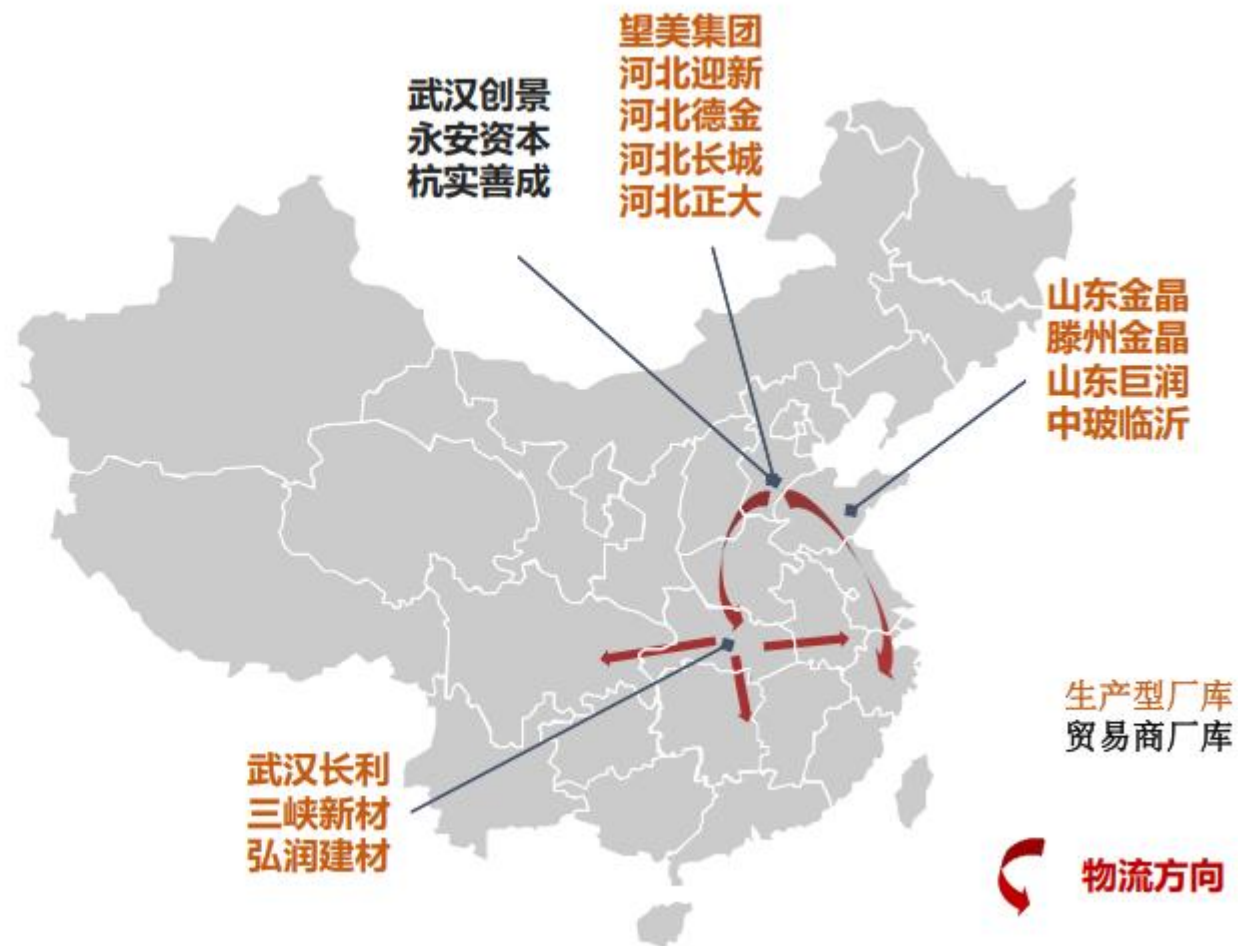 望美集团
河北迎新
河北德金
河北长城
河北正大
武汉创景
永安资本
杭实善成
山东金晶
滕州金晶
山东巨润
中玻临沂
生产型厂库
贸易商厂库
武汉长利
三峡新材
弘润建材
物流方向